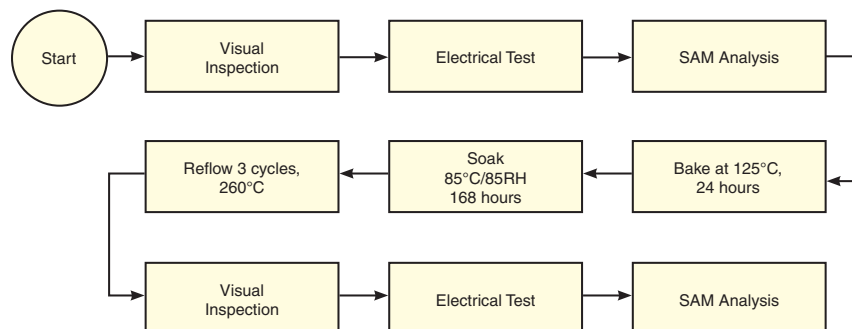 Start
Visual
Inspection
Electrical Test
SAM Analysis
Bake at 125°C,
24 hours
Soak
85°C/85RH
168 hours
Reflow 3 cycles,
260°C
Visual
Inspection
Electrical Test
SAM Analysis